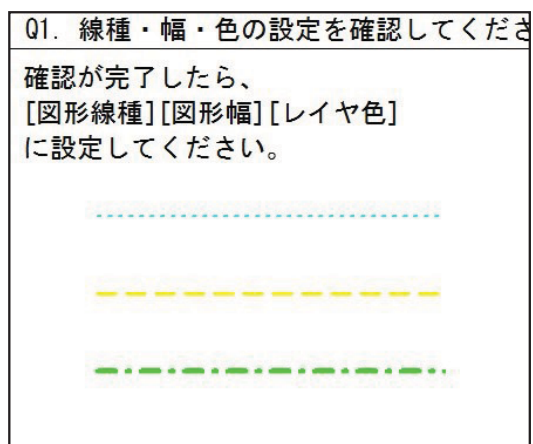 Q1. 線種・幅・色の設定を確認してくださ
確認が完了したら、
[図形線種][図形幅][レイヤ色]
に設定してください。